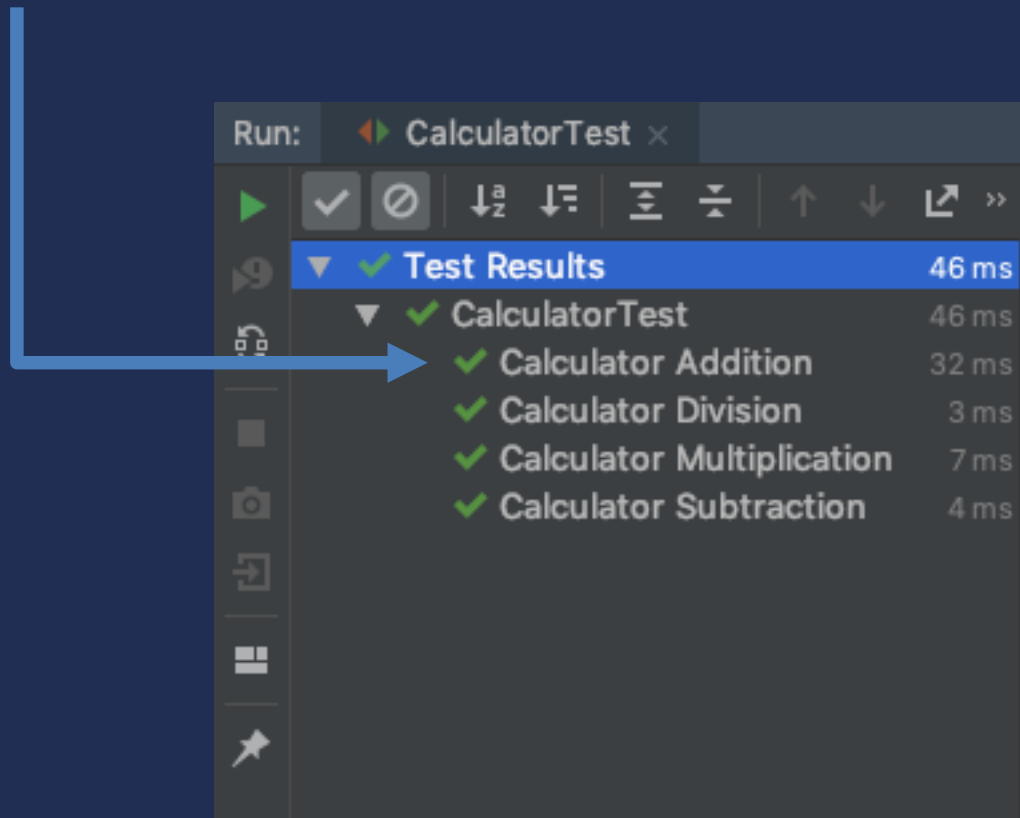 Run: CalculatorTest
Test Results 46 ms
CalculatorTest 46 ms
Calculator Addition 32 ms
Calculator Division 3 ms
Calculator Multiplication 7 ms
Calculator Subtraction 4 ms